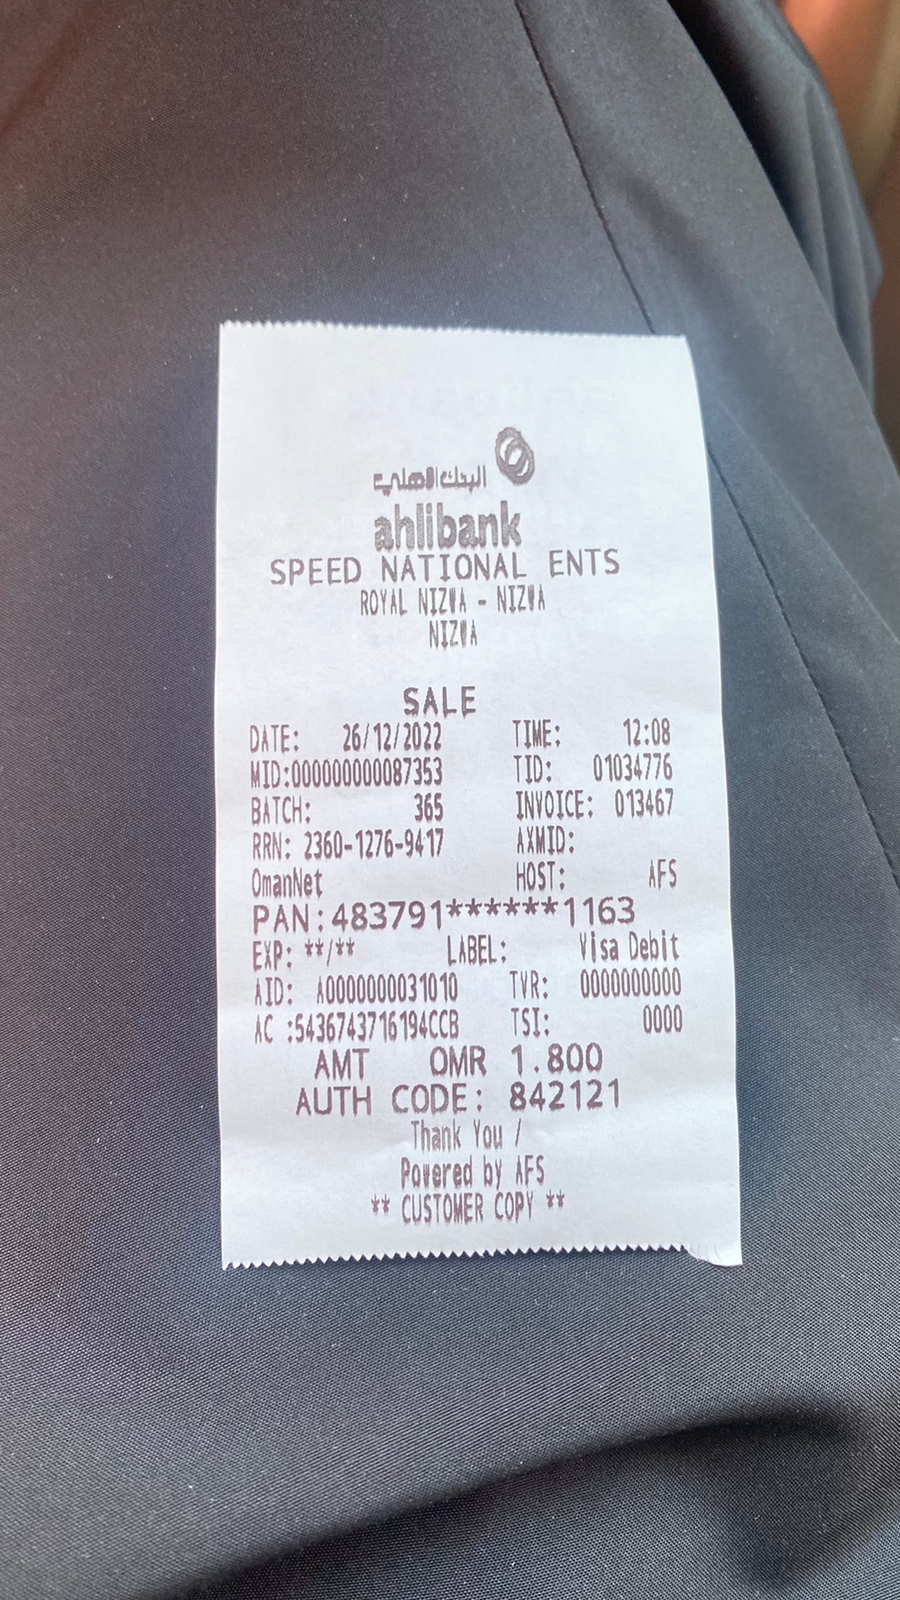 البنك الاهلي
ahlibank
SPEED NATIONAL ENTS
ROYAL NIZWA - NIZWA
NIZWA
SALE
DATE: 26/12/2022 TIME: 12:08
MID:000000000087353 TID: 01034776
BATCH: 365 INVOICE: 013467
RRN: 2360-1276-9417 AXMID:
OmanNet HOST: AFS
PAN:483791******1163
EXP: **/** LABEL: Visa Debit
AID: A0000000031010 TVR: 0000000000
AC :5436743716194CCB TSI: 0000
AMT OMR 1.800
AUTH CODE: 842121
Thank You /
Powered by AFS
** CUSTOMER COPY **